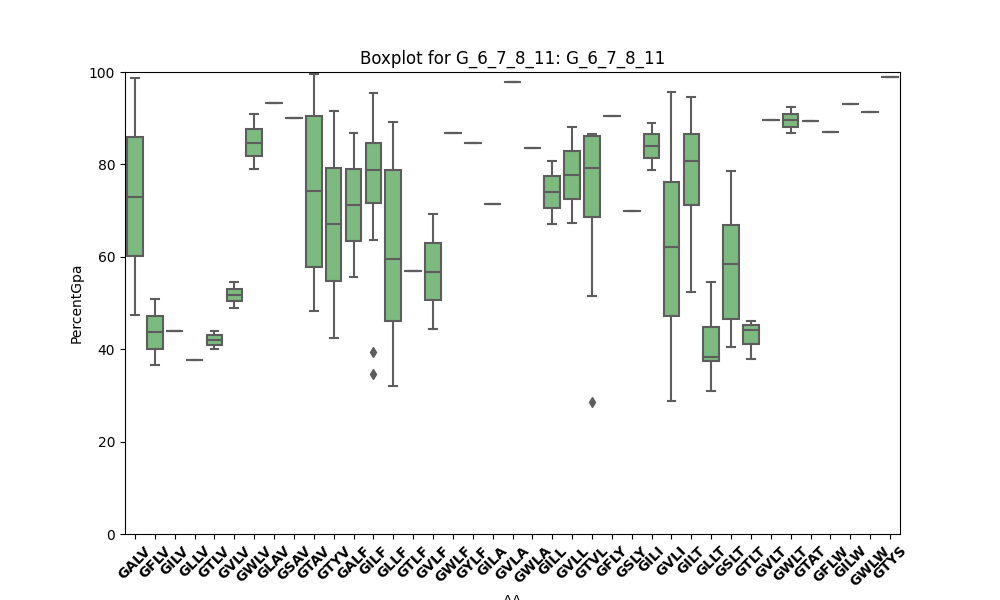 Boxplot for G_6_7_8_11: G_6_7_8_11
PercentGpa
100
80
60
40
20
0
GALV GFLV GILV GLLV GTLV GVLV GWLV GLAV GSAV GTAV GTYV GALF GILF GLLF GTLF GVLF GWLF GYLF GILA GVLA GWLA GILL GVLL GTVL GFLY GSLY GILI GVLI GILT GLLT GSLT GTLT GVLT GWLT GTAT GFLW GILW GWLW GTYS